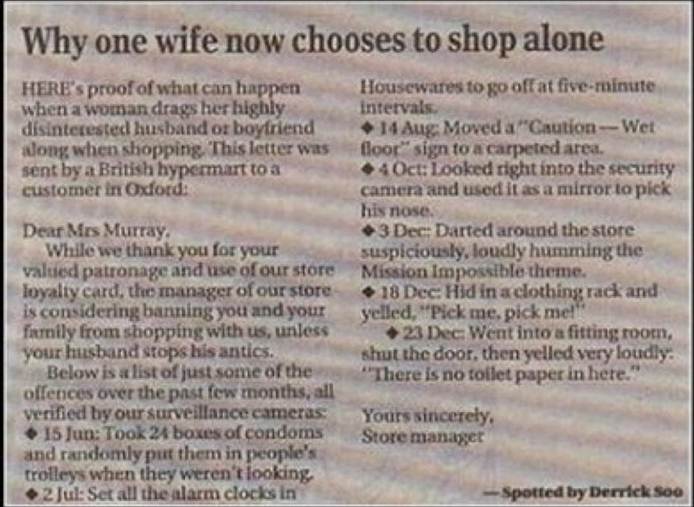 Why one wife now chooses to shop alone
HERE's proof of what can happen
when a woman drags her highly
disinterested husband or boyfriend
along when shopping. This letter was
sent by a British hypermart to a
customer in Oxford:
Dear Mrs Murray,
While we thank you for your
valued patronage and use of our store
loyalty card, the manager of our store
is considering banning you and your
family from shopping with us, unless
your husband stops his antics.
Below is a list of just some of the
offences over the past few months, all
verified by our surveillance cameras:
◆ 15 Jun: Took 24 boxes of condoms
and randomly put them in people's
trolleys when they weren't looking.
◆ 2 Jul: Set all the alarm clocks in
Housewares to go off at five-minute
intervals.
◆ 14 Aug: Moved a "Caution — Wet
floor" sign to a carpeted area.
◆ 4 Oct: Looked right into the security
camera and used it as a mirror to pick
his nose.
◆ 3 Dec: Darted around the store
suspiciously, loudly humming the
Mission Impossible theme.
◆ 18 Dec: Hid in a clothing rack and
yelled, "Pick me, pick me!"
◆ 23 Dec: Went into a fitting room,
shut the door, then yelled very loudly:
"There is no toilet paper in here."
Yours sincerely,
Store manager
— Spotted by Derrick Soo